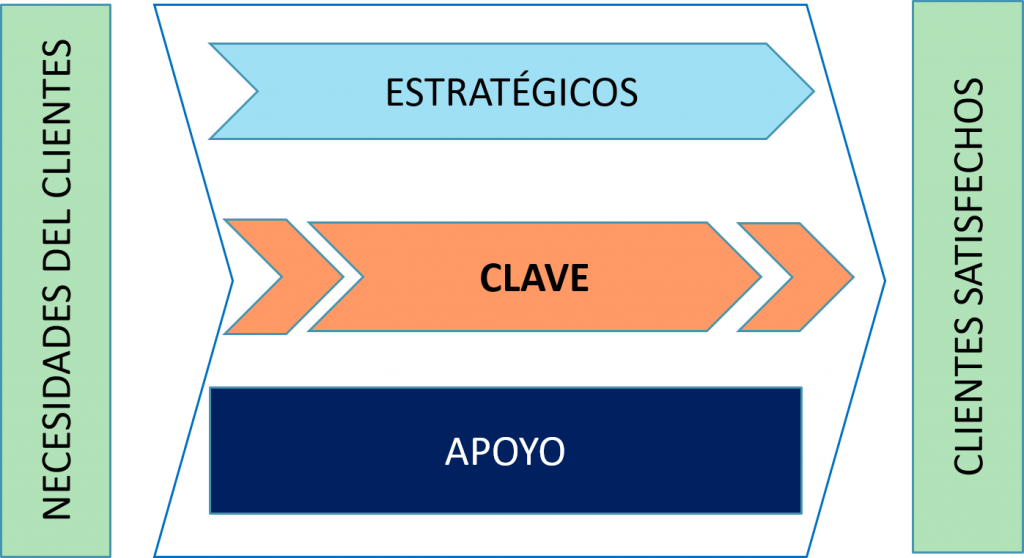 NECESIDADES DEL CLIENTES
ESTRATÉGICOS
CLAVE
APOYO
CLIENTES SATISFECHOS